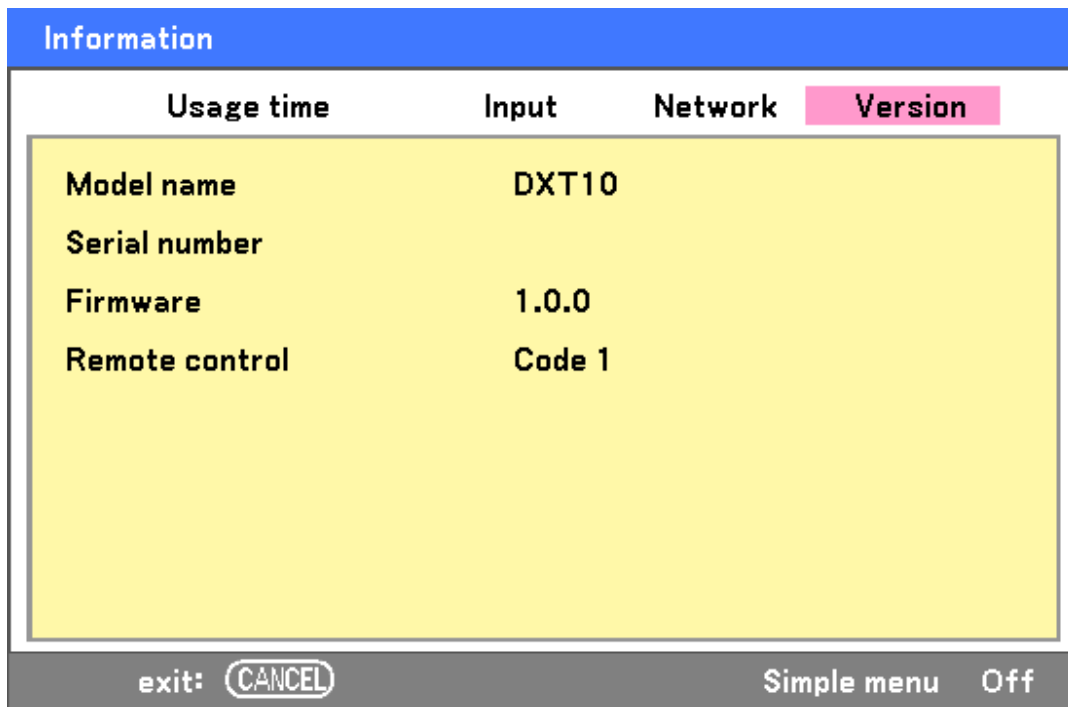 Information
Usage time Input Network Version
Model name DXT10
Serial number
Firmware 1.0.0
Remote control Code 1
exit: CANCEL Simple menu Off